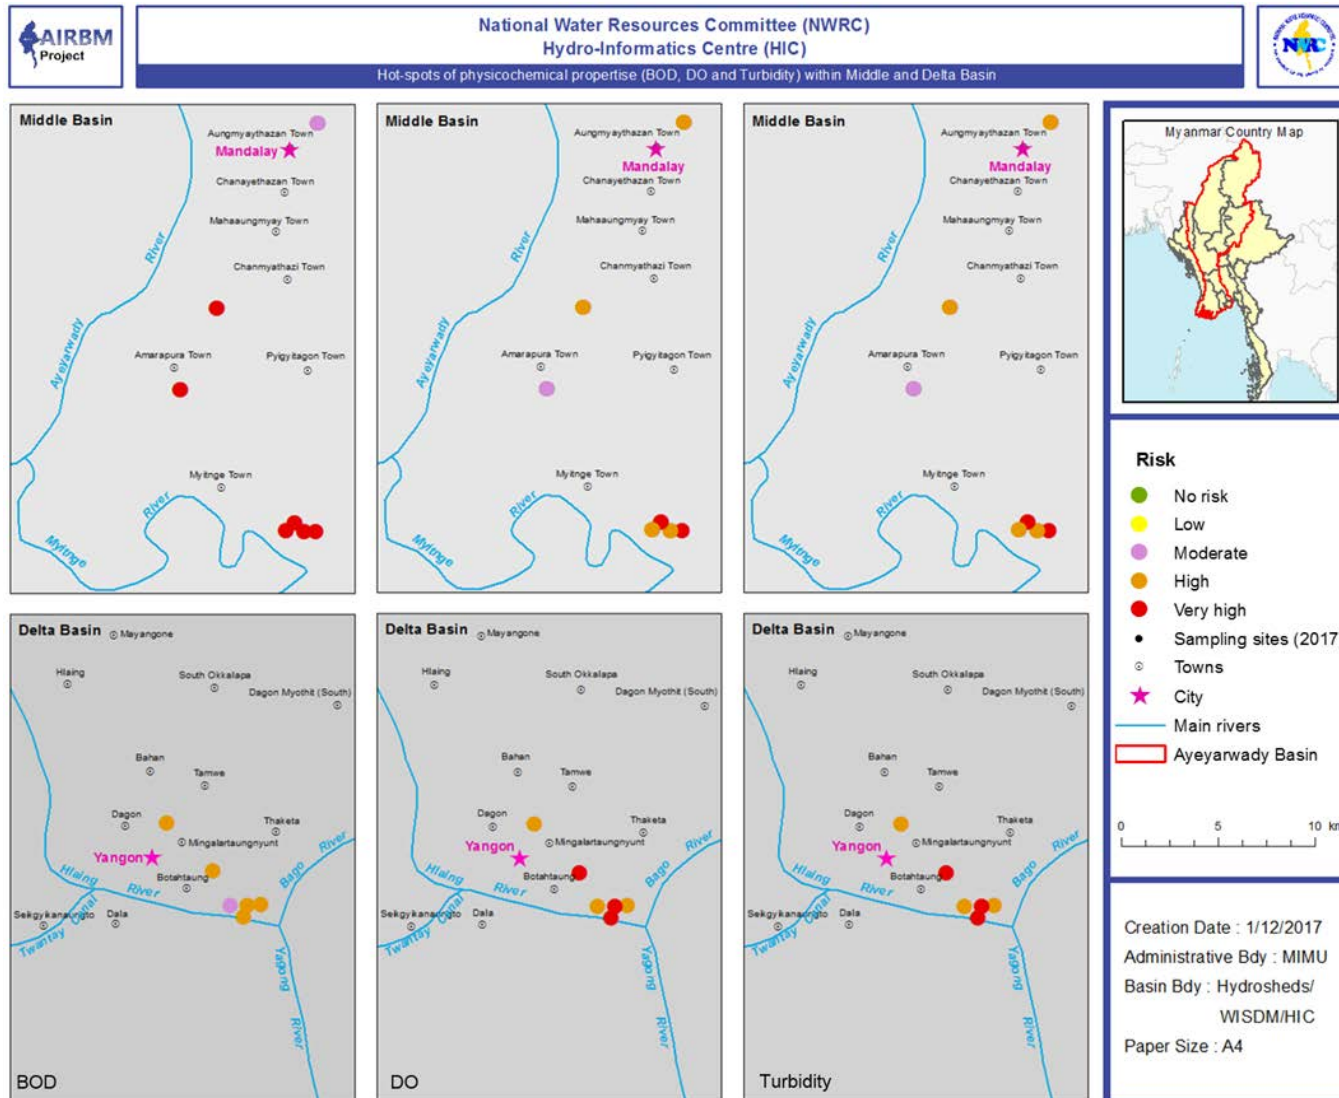 AIRBM
Project
National Water Resources Committee (NWRC)
Hydro-Informatics Centre (HIC)
Hot-spots of physicochemical propertise (BOD, DO and Turbidity) within Middle and Delta Basin
NWRC
Middle Basin
Aungmyaythazan Town
Mandalay
Chanayethazan Town
Mahaaungmyay Town
River
Chanmyathazi Town
Ayeyarwady
Amarapura Town
Pyigyitagon Town
Myitnge Town
River
Myitnge
Middle Basin
Aungmyaythazan Town
Mandalay
Chanayethazan Town
Mahaaungmyay Town
River
Chanmyathazi Town
Ayeyarwady
Amarapura Town
Pyigyitagon Town
Myitnge Town
River
Myitnge
Middle Basin
Aungmyaythazan Town
Mandalay
Chanayethazan Town
Mahaaungmyay Town
River
Chanmyathazi Town
Ayeyarwady
Amarapura Town
Pyigyitagon Town
Myitnge Town
River
Myitnge
Delta Basin
Mayangone
Hlaing
South Okkalapa
Dagon Myothit (South)
Bahan
Tamwe
Dagon
Thaketa
Mingalartaungnyunt
Yangon
Hlaing
River
Botahtaung
Bago River
Seikgyikanaungto
Dala
Twantay Canal
Yagong
River
BOD
Delta Basin
Mayangone
Hlaing
South Okkalapa
Dagon Myothit (South)
Bahan
Tamwe
Dagon
Thaketa
Mingalartaungnyunt
Yangon
Hlaing
River
Botahtaung
Bago River
Seikgyikanaungto
Dala
Twantay Canal
Yagong
River
DO
Delta Basin
Mayangone
Hlaing
South Okkalapa
Dagon Myothit (South)
Bahan
Tamwe
Dagon
Thaketa
Mingalartaungnyunt
Yangon
Hlaing
River
Botahtaung
Bago River
Seikgyikanaungto
Dala
Twantay Canal
Yagong
River
Turbidity
Myanmar Country Map
Risk
No risk
Low
Moderate
High
Very high
Sampling sites (2017
Towns
City
Main rivers
Ayeyarwady Basin
0 5 10 km
Creation Date : 1/12/2017
Administrative Bdy : MIMU
Basin Bdy : Hydrosheds/
WISDM/HIC
Paper Size : A4